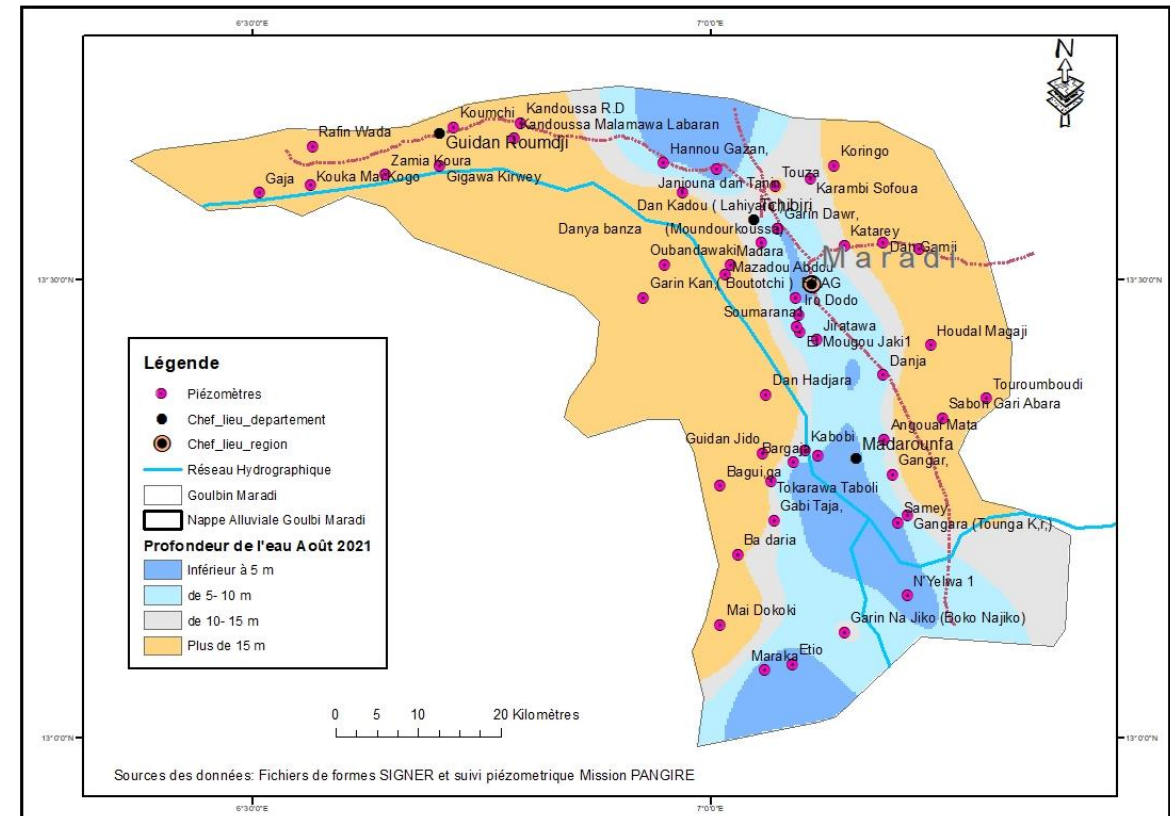 6°30'0"E
7°0'0"E
N
Koumchi
Kandoussa R.D
Kandoussa Malamawa Labaran
Rafin Wada
Guidan Roumdji
Hannou Gazan,
Koringo
Zamia Koura
Touza
Gaja
Kouka Mai Kogo
Gigawa Kirwey
Janjouna dan Tanin
Karambi Sofoua
Dan Kadou ( Lahiya
Tchibiri
Garin Dawr,
Danya banza
(Moundourkoussa)
Katarey
Oubandawaki
Madara
Dan Gamji
Maradi
Mazadou Abdou
13°30'0"N
Garin Kan,( Boutotchi )
AG
13°30'0"N
Iro Dodo
Soumarana1
Jiratawa
Houdal Magaji
El Mougou Jaki1
Danja
Légende
Piézomètres
Chef_lieu_departement
Chef_lieu_region
Réseau Hydrographique
Goulbin Maradi
Nappe Alluviale Goulbi Maradi
Profondeur de l'eau Août 2021
Inférieur à 5 m
de 5- 10 m
de 10- 15 m
Plus de 15 m
Dan Hadjara
Touroumboudi
Sabon Gari Abara
Angoual Mata
Guidan Jido
Kabobi
Bargaja
Madarounfa
Bagui,ga
Gangar,
Tokarawa Taboli
Gabi Taja,
Samey
Gangara (Tounga K,r,)
Ba daria
N'Yelwa 1
Mai Dokoki
Garin Na Jiko (Boko Najiko)
Maraka
Etio
0 5 10 20 Kilomètres
13°0'0"N
13°0'0"N
Sources des données: Fichiers de formes SIGNER et suivi piézometrique Mission PANGIRE
6°30'0"E
7°0'0"E